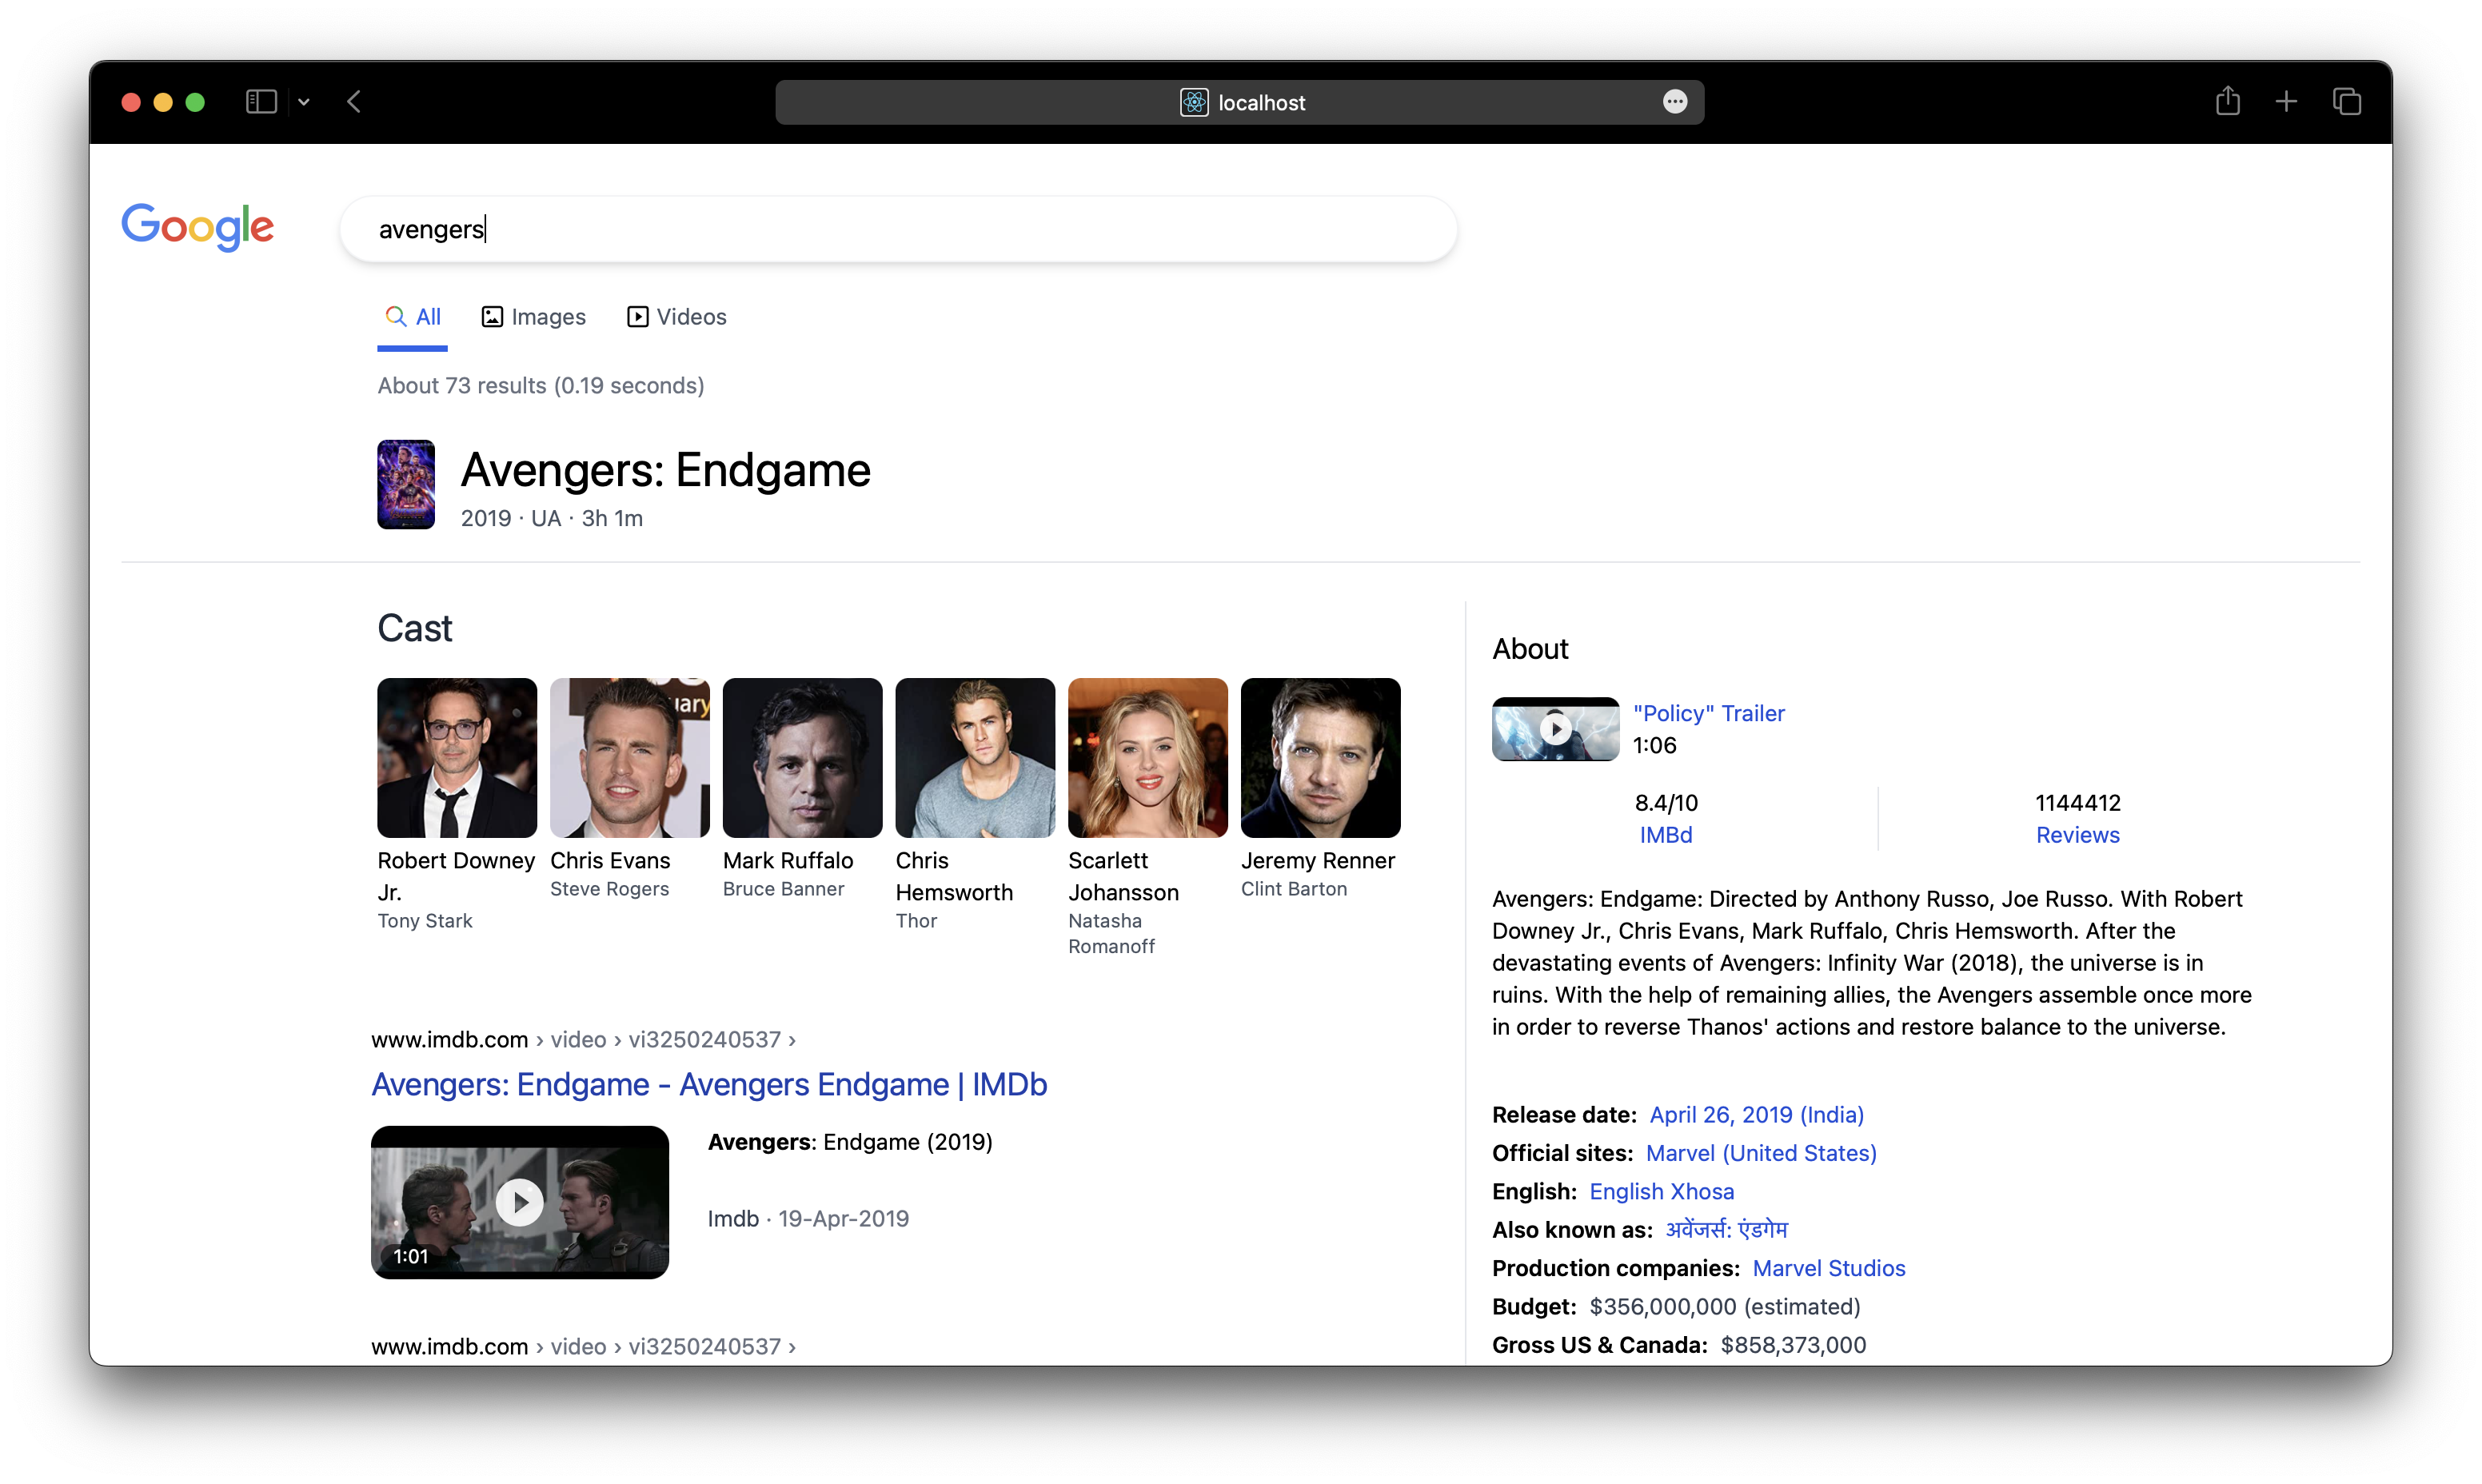 localhost
Google
avengers
All
Images
Videos
About 73 results (0.19 seconds)
Avengers: Endgame
2019 · UA · 3h 1m
Cast
Robert Downey
Jr.
Tony Stark
Chris Evans
Steve Rogers
Mark Ruffalo
Bruce Banner
Chris
Hemsworth
Thor
Scarlett
Johansson
Natasha
Romanoff
Jeremy Renner
Clint Barton
www.imdb.com › video › vi3250240537 ›
Avengers: Endgame - Avengers Endgame | IMDb
1:01
Avengers: Endgame (2019)
Imdb · 19-Apr-2019
www.imdb.com › video › vi3250240537 ›
About
"Policy" Trailer
1:06
8.4/10
IMBd
1144412
Reviews
Avengers: Endgame: Directed by Anthony Russo, Joe Russo. With Robert
Downey Jr., Chris Evans, Mark Ruffalo, Chris Hemsworth. After the
devastating events of Avengers: Infinity War (2018), the universe is in
ruins. With the help of remaining allies, the Avengers assemble once more
in order to reverse Thanos' actions and restore balance to the universe.
Release date: April 26, 2019 (India)
Official sites: Marvel (United States)
English: English Xhosa
Also known as: अवेंजर्स: एंडगेम
Production companies: Marvel Studios
Budget: $356,000,000 (estimated)
Gross US & Canada: $858,373,000